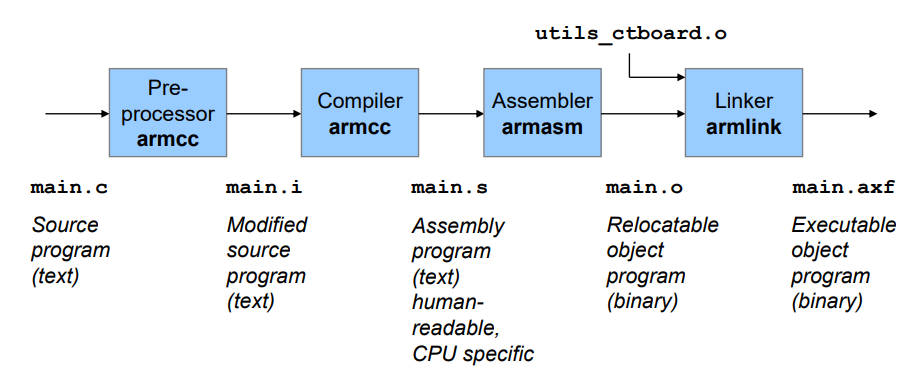 utils_ctboard.o
Pre-
processor
armcc
Compiler
armcc
Assembler
armasm
Linker
armlink
main.c
Source
program
(text)
main.i
Modified
source
program
(text)
main.s
Assembly
program
(text)
human-
readable,
CPU specific
main.o
Relocatable
object
program
(binary)
main.axf
Executable
object
program
(binary)